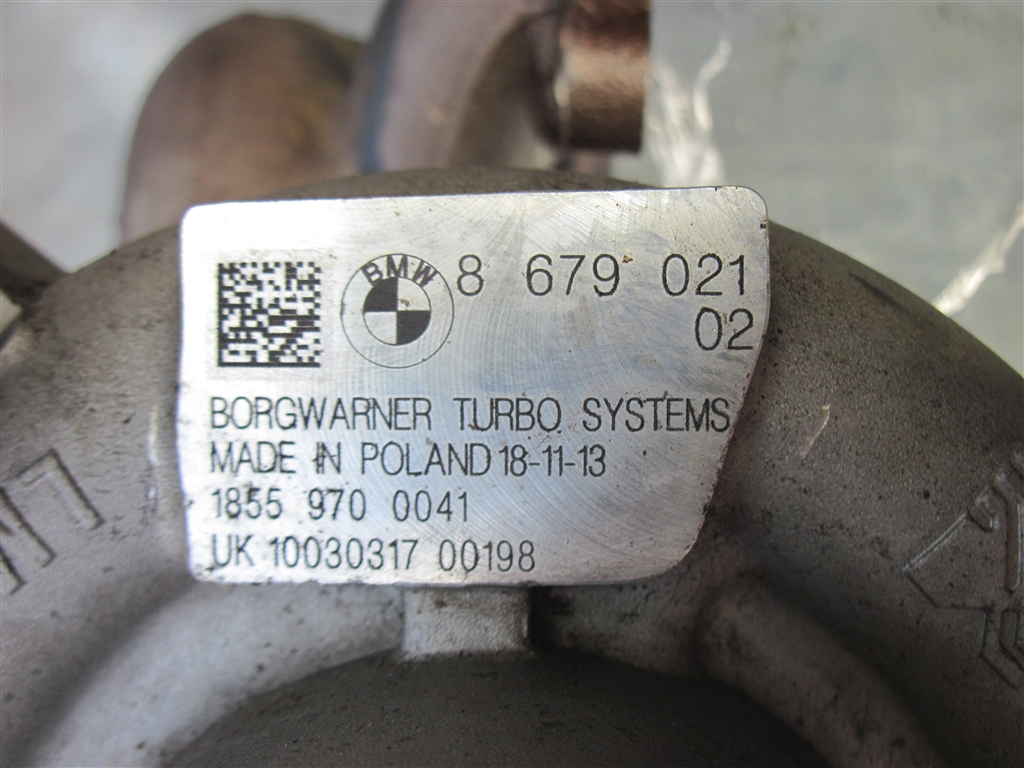 BMW 8 679 021
02
BORGWARNER TURBO SYSTEMS
MADE IN POLAND 18-11-13
1855 970 0041
UK 10030317 00198